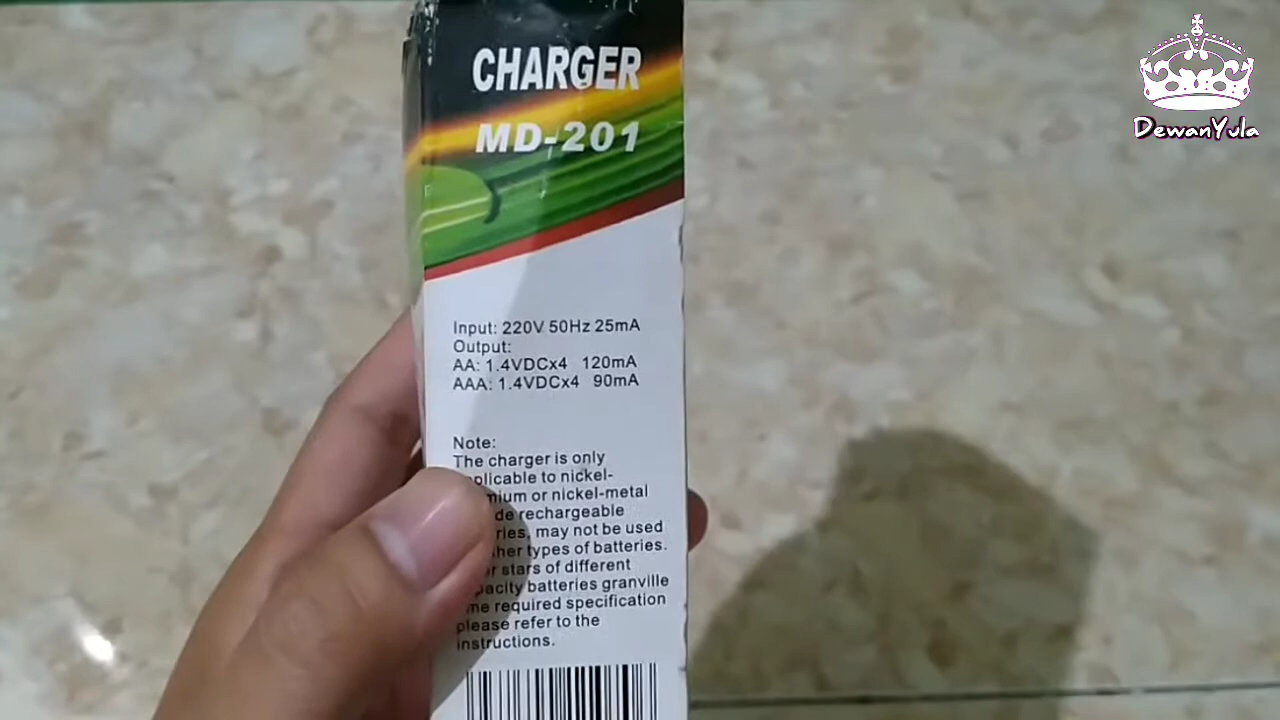 DewanYula
CHARGER
MD-201
Input: 220V 50Hz 25mA
Output:
AA: 1.4VDCx4 120mA
AAA: 1.4VDCx4 90mA
Note:
The charger is only
to nickel-
or nickel-metal
rechargeable
may not be used
types of batteries.
stars of different
batteries granville
required specification
please refer to the
instructions.